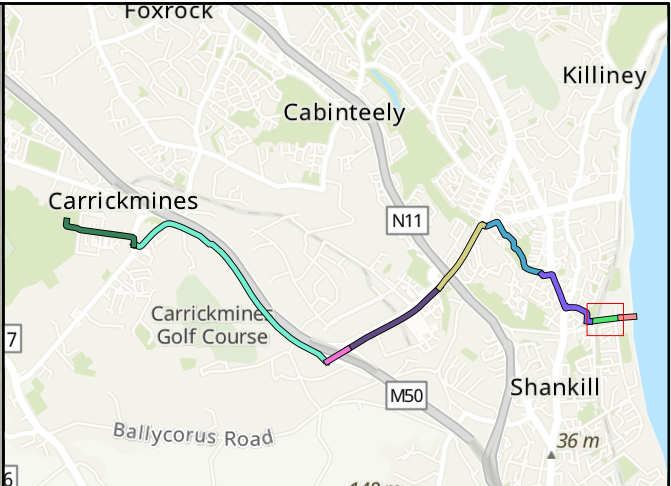 Foxrock
Killiney
Cabinteely
Carrickmines
N11
Carrickmines
Golf Course
7
M50
Shankill
Ballycorus Road
36 m
6